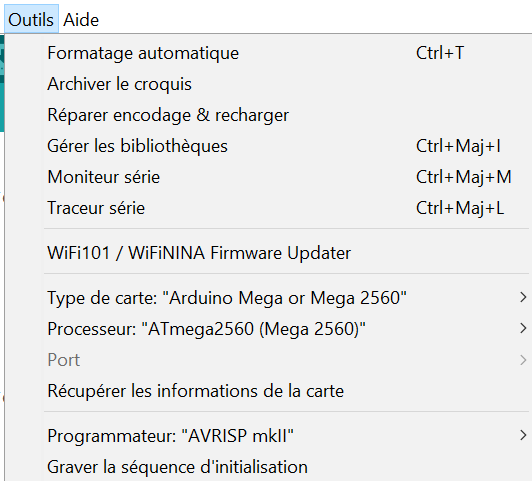 Outils Aide
Formatage automatique Ctrl+T
Archiver le croquis
Réparer encodage & recharger
Gérer les bibliothèques Ctrl+Maj+I
Moniteur série Ctrl+Maj+M
Traceur série Ctrl+Maj+L
WiFi101 / WiFiNINA Firmware Updater
Type de carte: "Arduino Mega or Mega 2560"
Processeur: "ATmega2560 (Mega 2560)"
Port
Récupérer les informations de la carte
Programmateur: "AVRISP mkII"
Graver la séquence d'initialisation